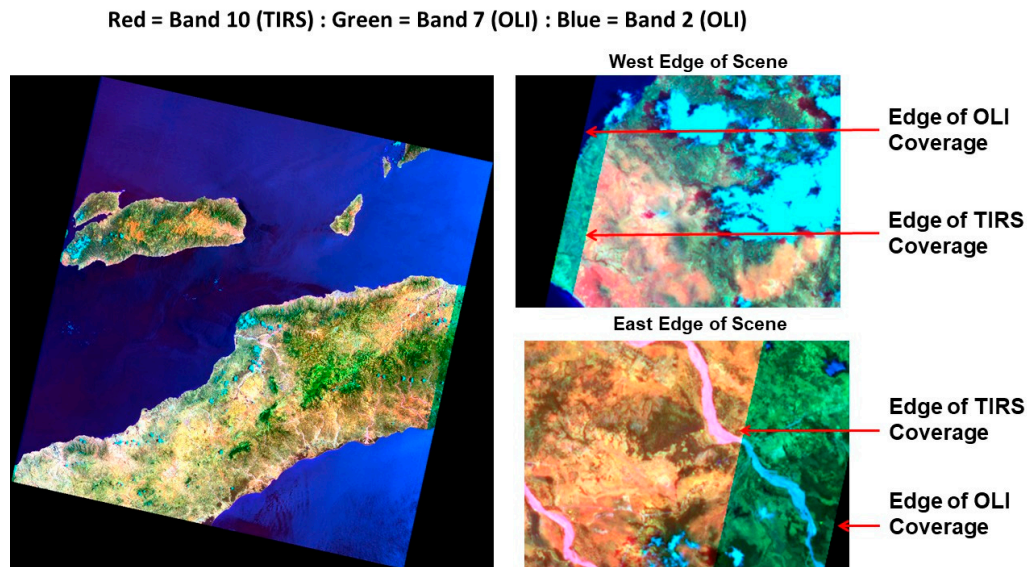 Red = Band 10 (TIRS) : Green = Band 7 (OLI) : Blue = Band 2 (OLI)
West Edge of Scene
Edge of OLI
Coverage
Edge of TIRS
Coverage
East Edge of Scene
Edge of TIRS
Coverage
Edge of OLI
Coverage